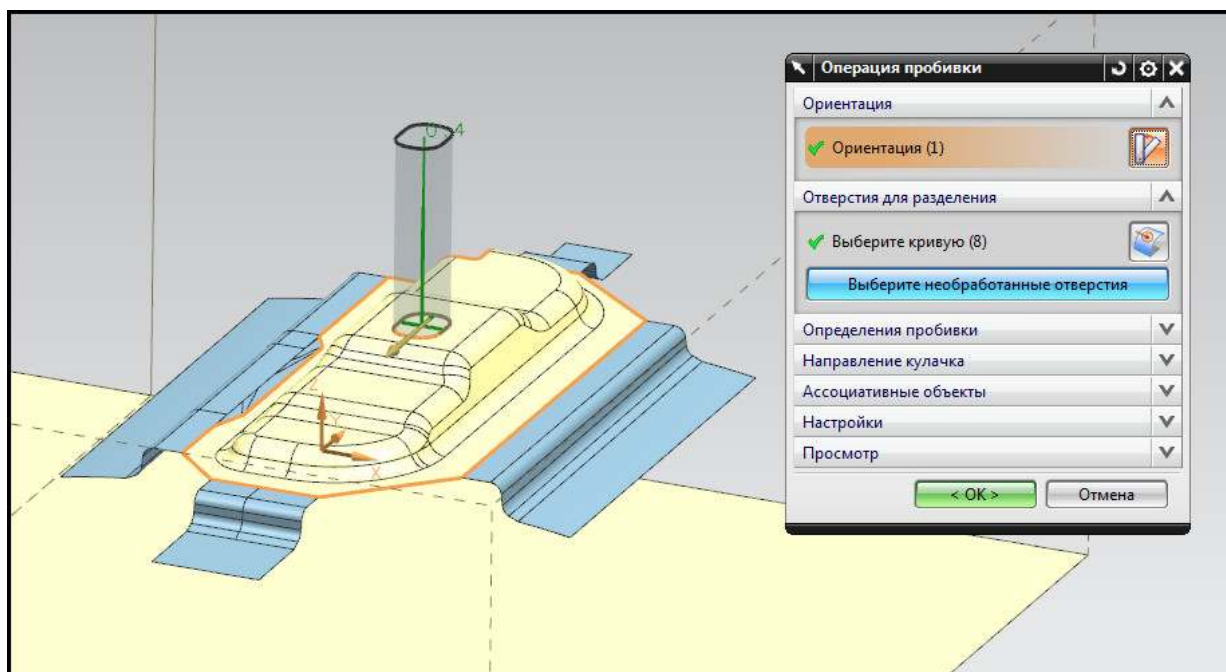 Операция пробивки
Ориентация
Ориентация (1)
Отверстия для разделения
Выберите кривую (8)
Выберите необработанные отверстия
Определения пробивки
Направление кулачка
Ассоциативные объекты
Настройки
Просмотр
< OK >
Отмена
Z
Y
X